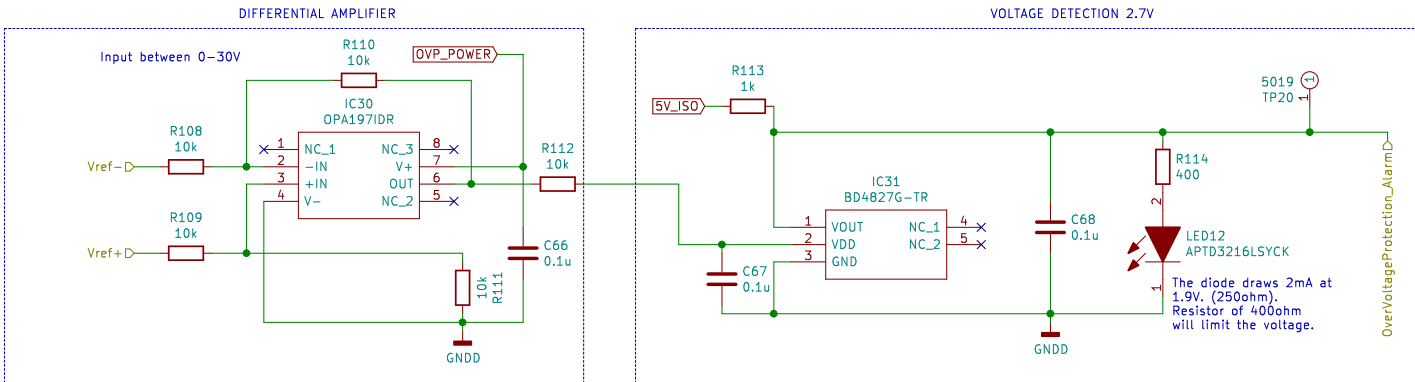 DIFFERENTIAL AMPLIFIER
VOLTAGE DETECTION 2.7V
Input between 0-30V
R110
10k
OVP_POWER
IC30
OPA197IDR
R108
10k
Vref-
1
2
3
4
NC_1
-IN
+IN
V-
NC_3
V+
OUT
NC_2
8
7
6
5
R109
10k
Vref+
R112
10k
C66
0.1u
10k
R111
GNDD
R113
1k
5V_ISO
5019
TP20
1
1
IC31
BD4827G-TR
1
2
3
VOUT
VDD
GND
NC_1
NC_2
4
5
C67
0.1u
C68
0.1u
GNDD
R114
400
2
LED12
APTD3216LSYCK
1
The diode draws 2mA at
1.9V. (250ohm).
Resistor of 400ohm
will limit the voltage.
OverVoltageProtection_Alarm